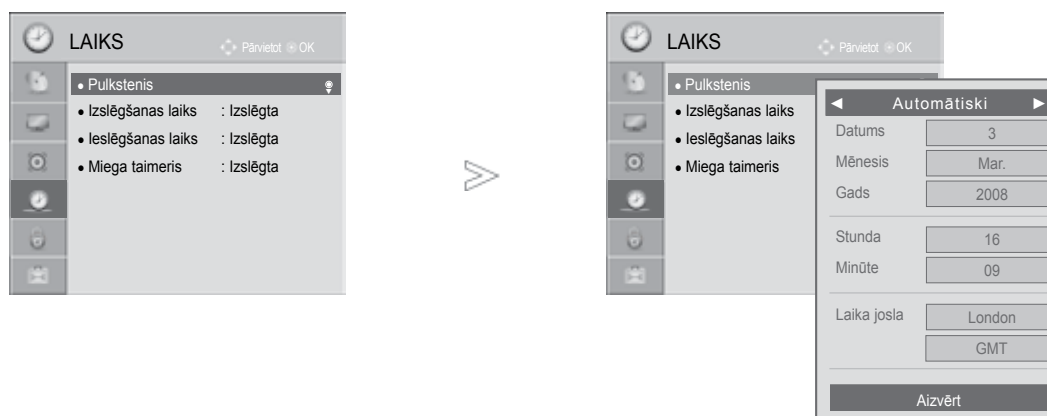 LAIKS
Pārvietot OK
• Pulkstenis
• Izslēgšanas laiks : Izslēgta
• Ieslēgšanas laiks : Izslēgta
• Miega taimeris : Izslēgta
LAIKS
Pārvietot OK
• Pulkstenis
• Izslēgšanas laiks
• Ieslēgšanas laiks
• Miega taimeris
◄ Automātiski ►
Datums 3
Mēnesis Mar.
Gads 2008
Stunda 16
Minūte 09
Laika josla London
GMT
Aizvērt